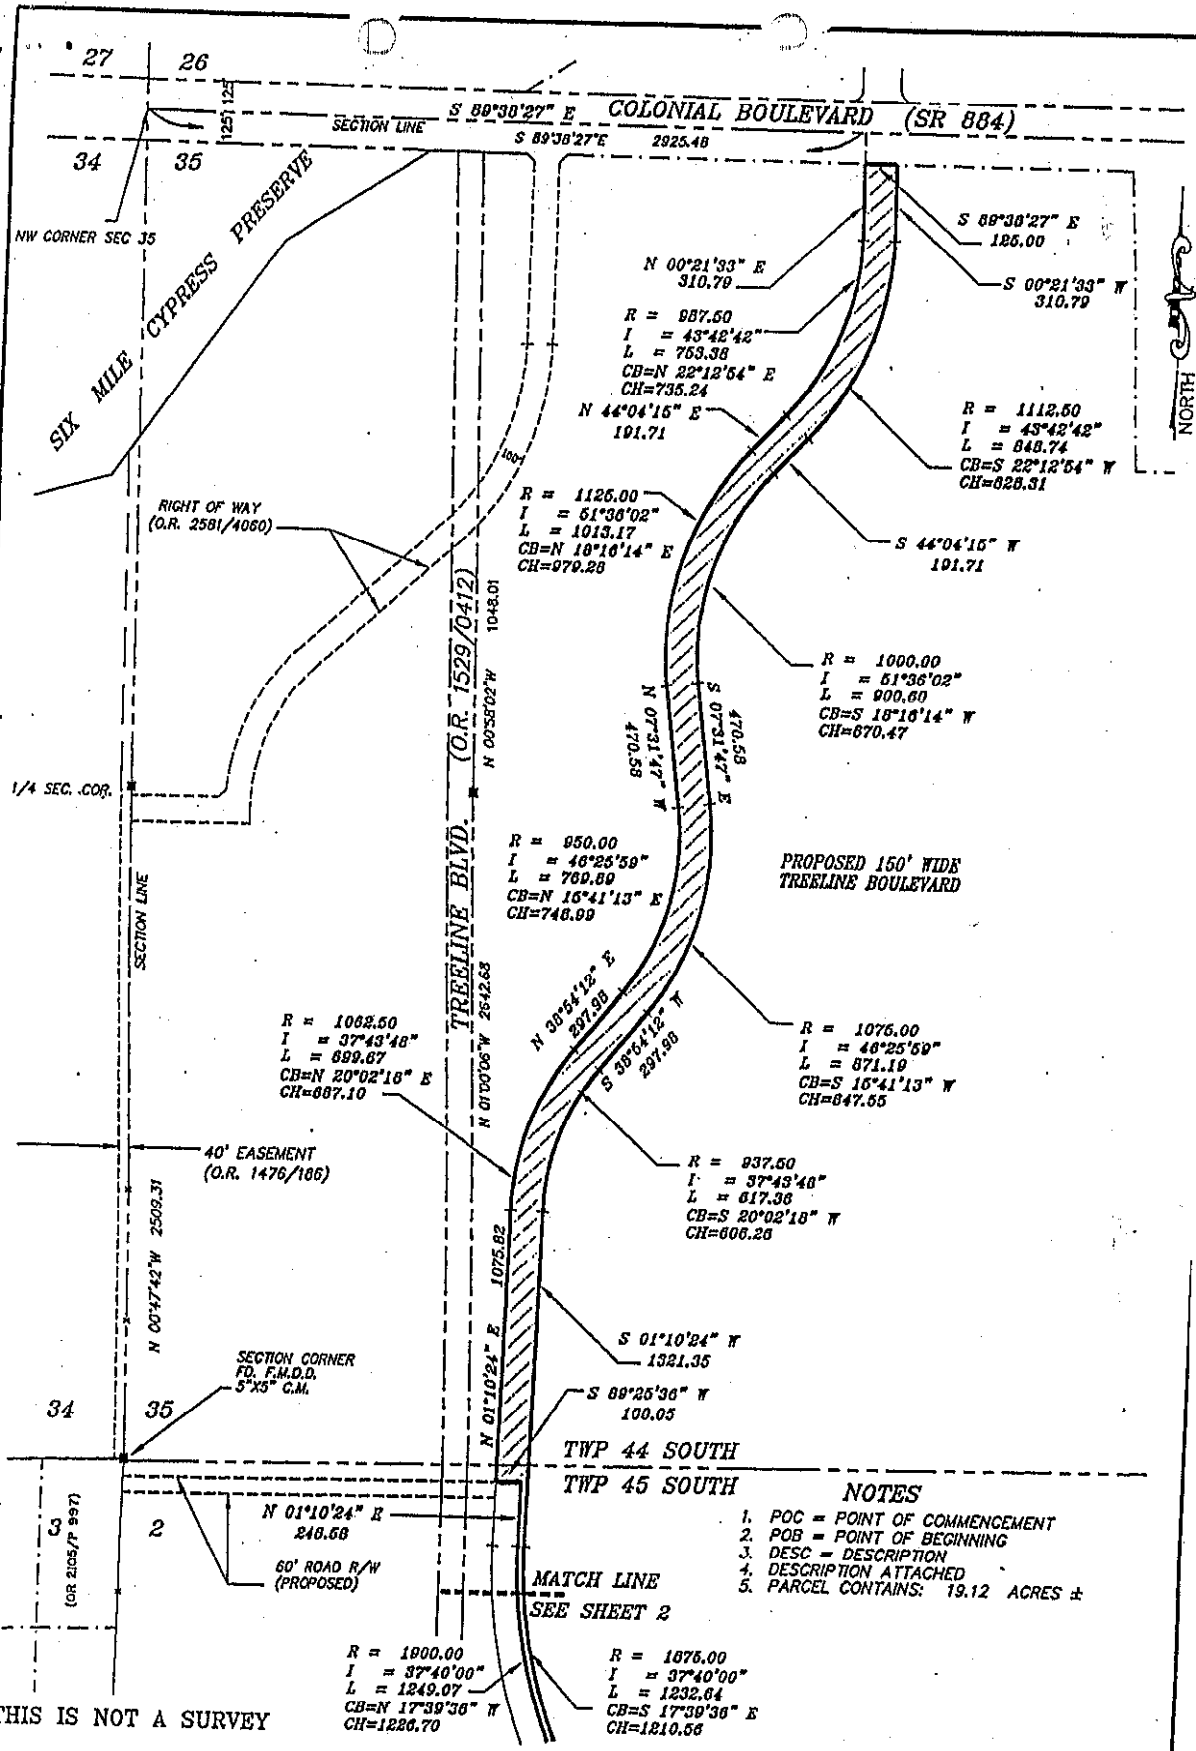 27
26
125'
125'
S 89°38'27" E
COLONIAL BOULEVARD (SR 884)
SECTION LINE
S 89°38'27"E
2925.48
34
35
NW CORNER SEC 35
SIX MILE CYPRESS PRESERVE
S 89°38'27" E
125.00
N 00°21'33" E
310.79
S 00°21'33" W
310.79
NORTH
R = 987.50
I = 43°42'42"
L = 753.38
CB=N 22°12'54" E
CH=735.24
N 44°04'15" E
191.71
R = 1112.50
I = 43°42'42"
L = 848.74
CB=S 22°12'54" W
CH=828.31
100'
RIGHT OF WAY
(O.R. 2581/4060)
R = 1125.00
I = 51°36'02"
L = 1013.17
CB=N 18°16'14" E
CH=979.28
S 44°04'15" W
191.71
TREELINE BLVD. (O.R. 1529/0412)
N 00°58'02"W 1048.01
R = 1000.00
I = 51°36'02"
L = 900.60
CB=S 18°16'14" W
CH=870.47
N 07°31'47" W
470.58
S 07°31'47" E
470.58
1/4 SEC. COR.
R = 950.00
I = 46°25'59"
L = 769.89
CB=N 15°41'13" E
CH=748.99
PROPOSED 150' WIDE
TREELINE BOULEVARD
SECTION LINE
N 38°54'12" E
297.98
S 38°54'12" W
297.98
N 01°00'06"W 2642.68
R = 1062.50
I = 37°43'48"
L = 699.67
CB=N 20°02'18" E
CH=687.10
R = 1075.00
I = 46°25'59"
L = 871.19
CB=S 15°41'13" W
CH=847.55
40' EASEMENT
(O.R. 1476/186)
R = 937.50
I = 37°43'48"
L = 617.36
CB=S 20°02'18" W
CH=606.26
N 00°47'42"W 2509.31
N 01°10'24" E 1075.82
S 01°10'24" W
1321.35
SECTION CORNER
FD. F.M.D.D.
5"X5" C.M.
S 89°25'36" W
100.05
34
35
TWP 44 SOUTH
TWP 45 SOUTH
3
(OR 2105/P 997)
2
N 01°10'24" E
246.58
60' ROAD R/W
(PROPOSED)
NOTES
1. POC = POINT OF COMMENCEMENT
2. POB = POINT OF BEGINNING
3. DESC = DESCRIPTION
4. DESCRIPTION ATTACHED
5. PARCEL CONTAINS: 19.12 ACRES ±
MATCH LINE
SEE SHEET 2
R = 1900.00
I = 37°40'00"
L = 1249.07
CB=N 17°39'36" W
CH=1226.70
R = 1875.00
I = 37°40'00"
L = 1232.64
CB=S 17°39'36" E
CH=1210.56
THIS IS NOT A SURVEY